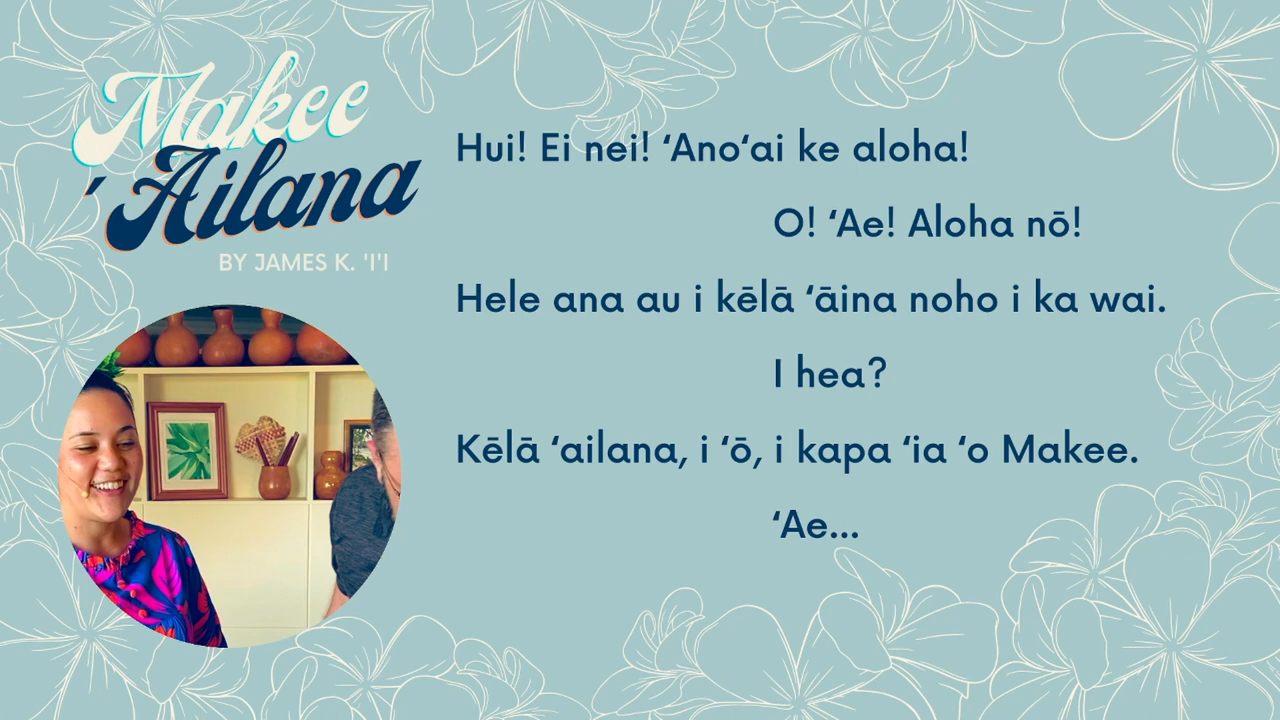 Makee
'Ailana
BY JAMES K. 'I'I
Hui! Ei nei! ʻAnoʻai ke aloha!
O! ʻAe! Aloha nō!
Hele ana au i kēlā ʻāina noho i ka wai.
I hea?
Kēlā ʻailana, i ʻō, i kapa ʻia ʻo Makee.
ʻAe...